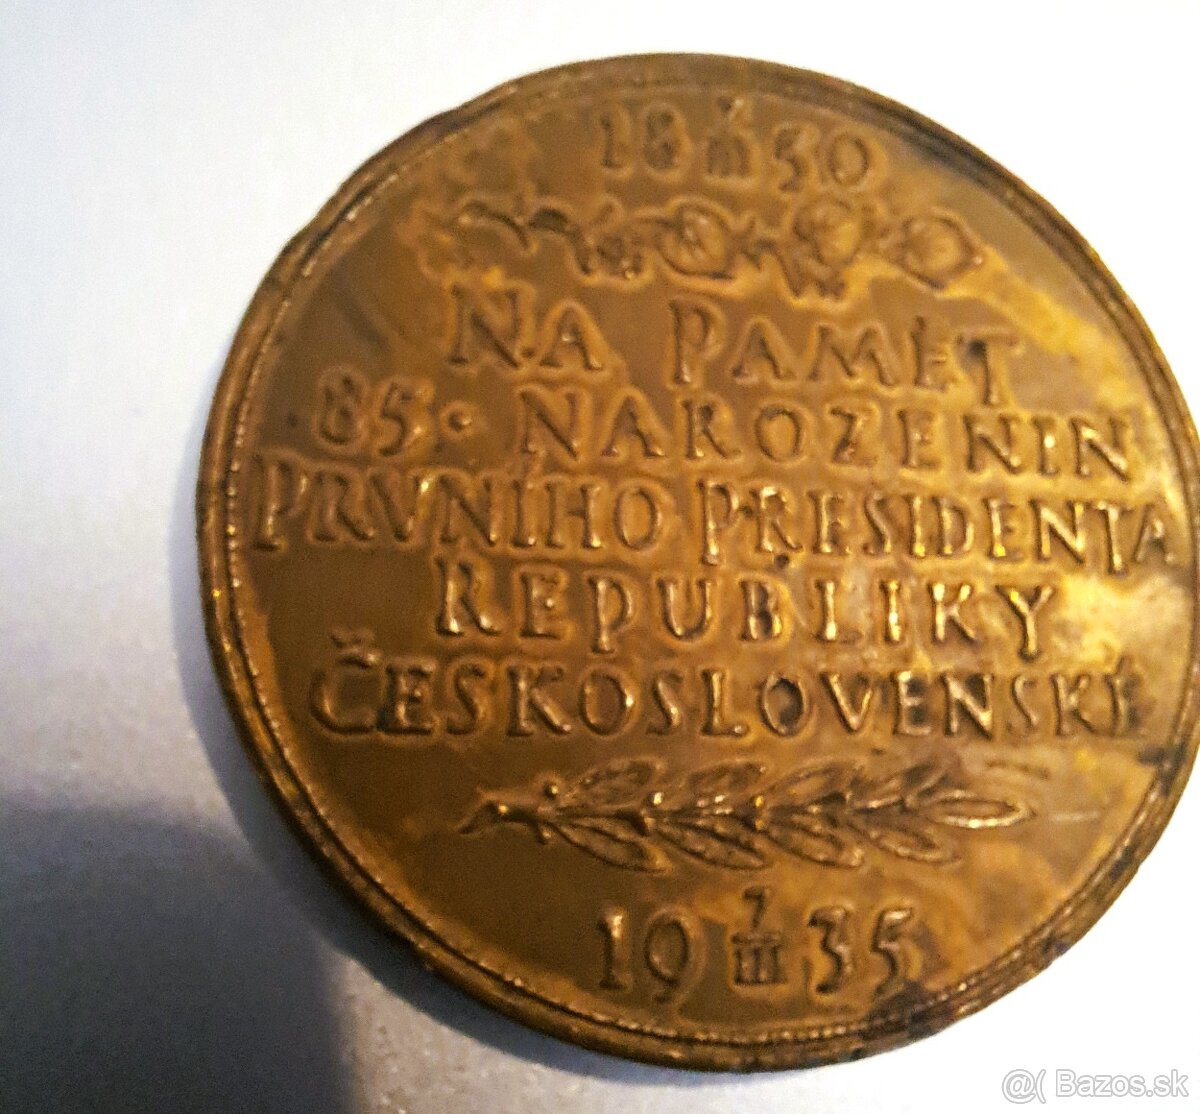 18 7/III 50
NA PAMĚT
85. NAROZENIN
PRVNÍHO PRESIDENTA
REPUBLIKY
ČESKOSLOVENSKÉ
19 7/III 35
@( Bazos.sk